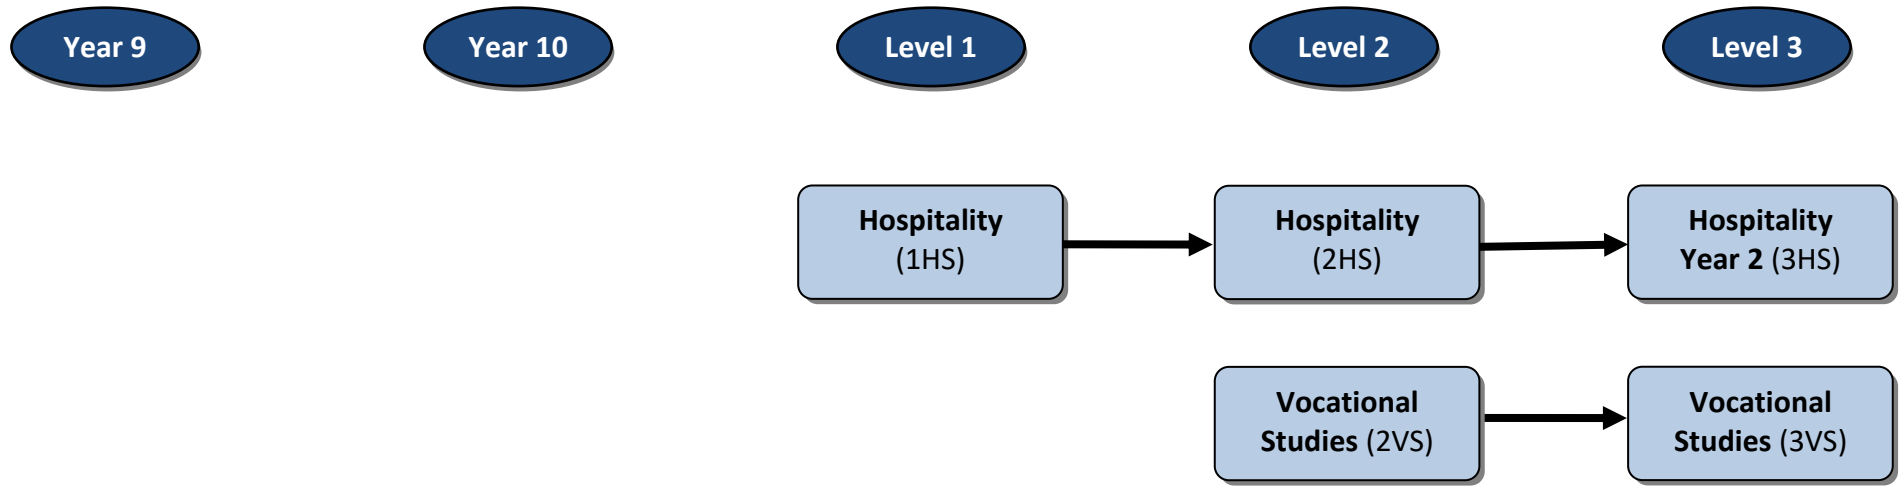 Year 9
Year 10
Level 1
Level 2
Level 3
Hospitality
(1HS)
Hospitality
(2HS)
Hospitality
Year 2 (3HS)
Vocational
Studies (2VS)
Vocational
Studies (3VS)